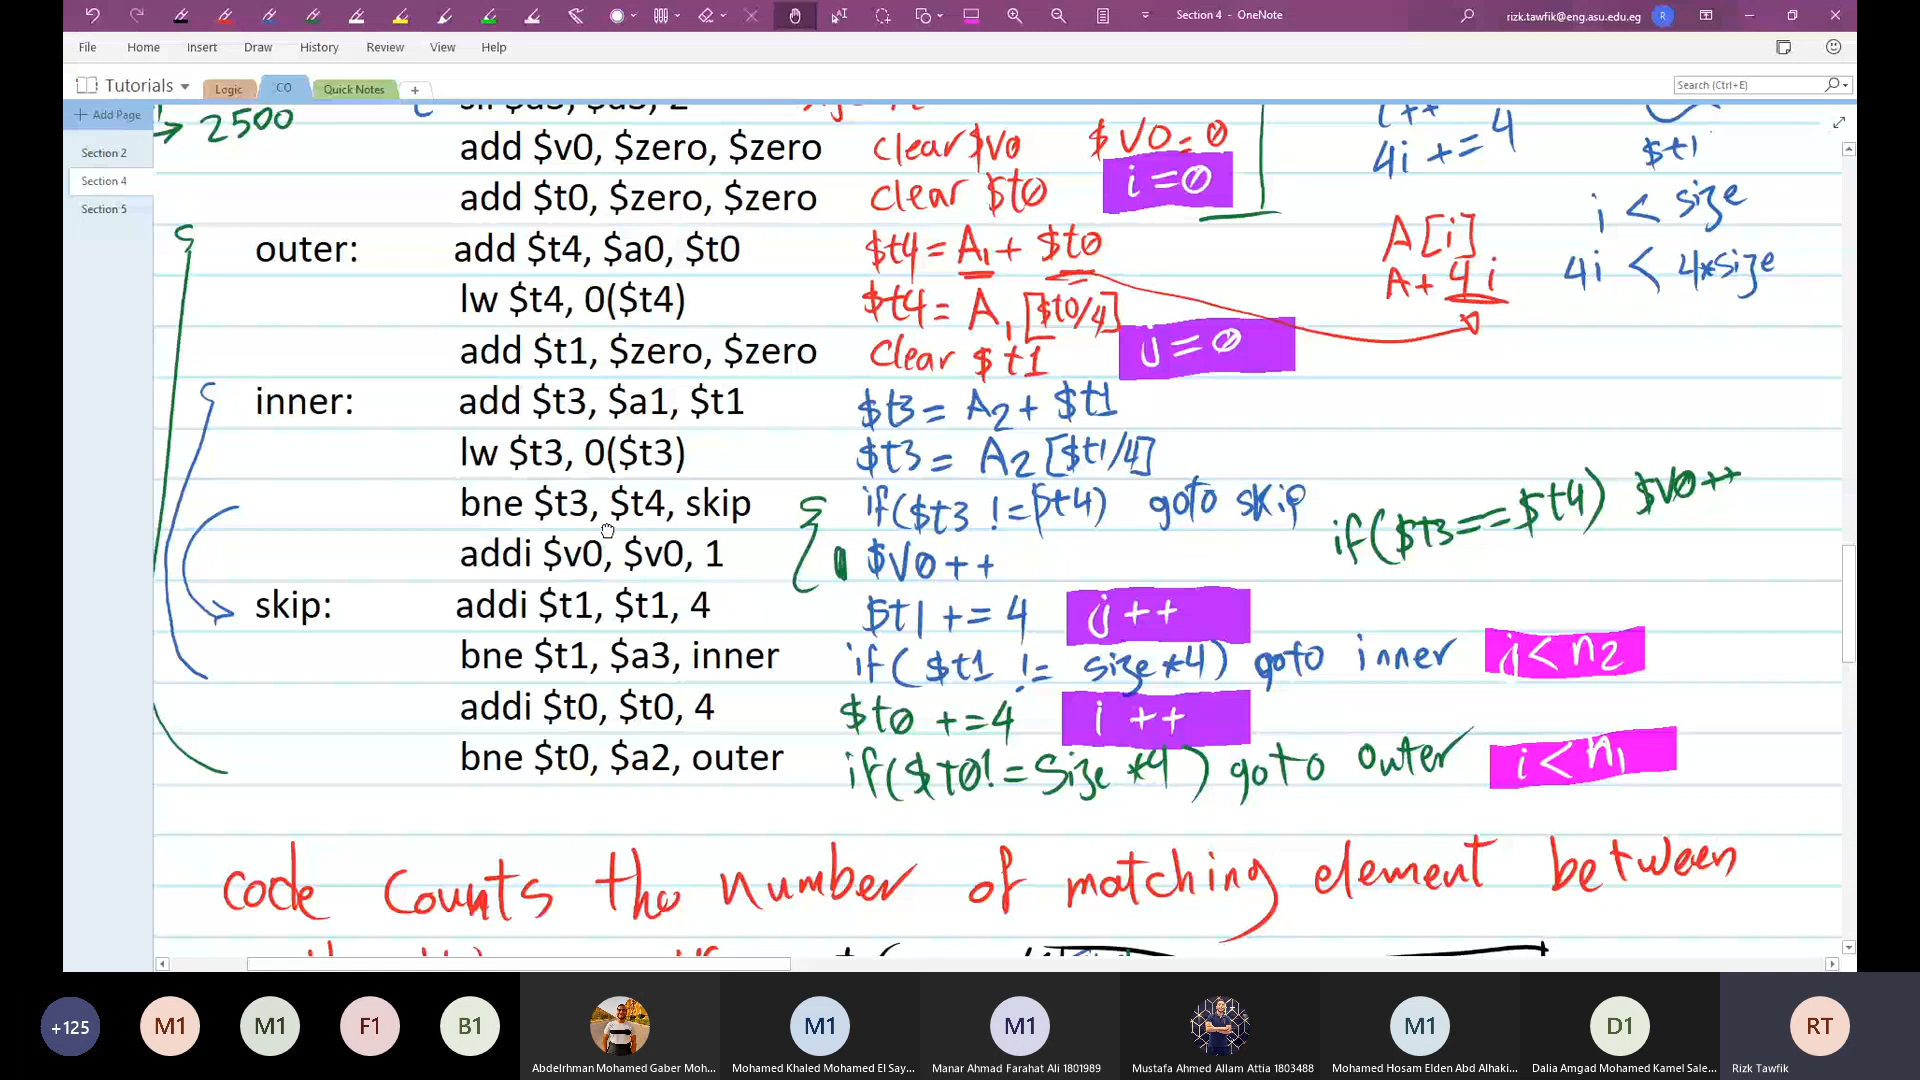 Section 4 - OneNote
rizk.tawfik@eng.asu.edu.eg
R
File Home Insert Draw History Review View Help
Tutorials
Logic
CO
Quick Notes
+
Search (Ctrl+E)
+ Add Page
Section 2
Section 4
Section 5
→ 2500
add $v0, $zero, $zero clear $v0 $v0=0
add $t0, $zero, $zero clear $t0 i=0
outer: add $t4, $a0, $t0 $t4 = A1 + $t0
lw $t4, 0($t4) $t4 = A1[$t0/4]
add $t1, $zero, $zero clear $t1 j=0
inner: add $t3, $a1, $t1 $t3 = A2 + $t1
lw $t3, 0($t3) $t3 = A2 [$t1/4]
bne $t3, $t4, skip if($t3 != $t4) goto skip
addi $v0, $v0, 1 $v0++
skip: addi $t1, $t1, 4 $t1 += 4 j++
bne $t1, $a3, inner if($t1 != size*4) goto inner j< n2
addi $t0, $t0, 4 $t0 +=4 i++
bne $t0, $a2, outer if($t0!=Size*4) goto outer i< n1
i++
4i += 4
$t1
i < size
4i < 4*size
A[i]
A+4i
if($t3==$t4) $v0++
code counts the number of matching element between
+125
M1
M1
F1
B1
M1
M1
M1
D1
RT
Abdelrhman Mohamed Gaber Moh...
Mohamed Khaled Mohamed El Say...
Manar Ahmad Farahat Ali 1801989
Mustafa Ahmed Allam Attia 1803488
Mohamed Hosam Elden Abd Alhaki...
Dalia Amgad Mohamed Kamel Sale...
Rizk Tawfik